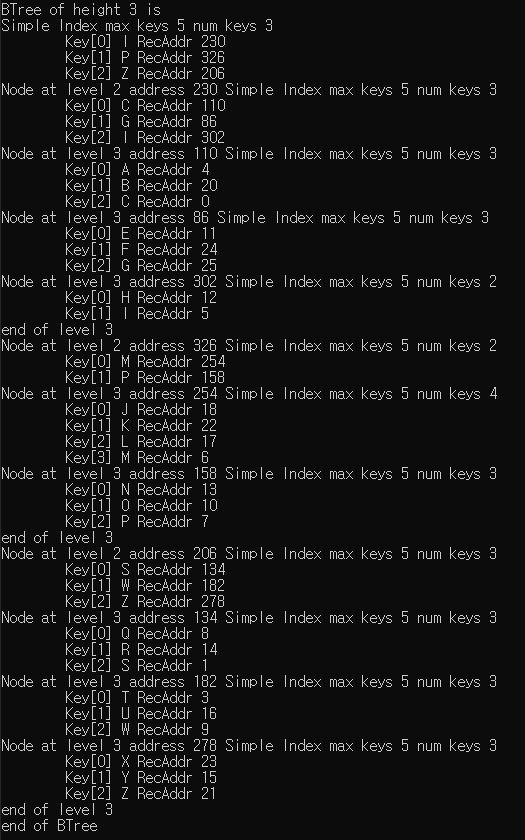 BTree of height 3 is
Simple Index max keys 5 num keys 3
Key[0] I RecAddr 230
Key[1] P RecAddr 326
Key[2] Z RecAddr 206
Node at level 2 address 230 Simple Index max keys 5 num keys 3
Key[0] C RecAddr 110
Key[1] G RecAddr 86
Key[2] I RecAddr 302
Node at level 3 address 110 Simple Index max keys 5 num keys 3
Key[0] A RecAddr 4
Key[1] B RecAddr 20
Key[2] C RecAddr 0
Node at level 3 address 86 Simple Index max keys 5 num keys 3
Key[0] E RecAddr 11
Key[1] F RecAddr 24
Key[2] G RecAddr 25
Node at level 3 address 302 Simple Index max keys 5 num keys 2
Key[0] H RecAddr 12
Key[1] I RecAddr 5
end of level 3
Node at level 2 address 326 Simple Index max keys 5 num keys 2
Key[0] M RecAddr 254
Key[1] P RecAddr 158
Node at level 3 address 254 Simple Index max keys 5 num keys 4
Key[0] J RecAddr 18
Key[1] K RecAddr 22
Key[2] L RecAddr 17
Key[3] M RecAddr 6
Node at level 3 address 158 Simple Index max keys 5 num keys 3
Key[0] N RecAddr 13
Key[1] O RecAddr 10
Key[2] P RecAddr 7
end of level 3
Node at level 2 address 206 Simple Index max keys 5 num keys 3
Key[0] S RecAddr 134
Key[1] W RecAddr 182
Key[2] Z RecAddr 278
Node at level 3 address 134 Simple Index max keys 5 num keys 3
Key[0] Q RecAddr 8
Key[1] R RecAddr 14
Key[2] S RecAddr 1
Node at level 3 address 182 Simple Index max keys 5 num keys 3
Key[0] T RecAddr 3
Key[1] U RecAddr 16
Key[2] W RecAddr 9
Node at level 3 address 278 Simple Index max keys 5 num keys 3
Key[0] X RecAddr 23
Key[1] Y RecAddr 15
Key[2] Z RecAddr 21
end of level 3
end of BTree